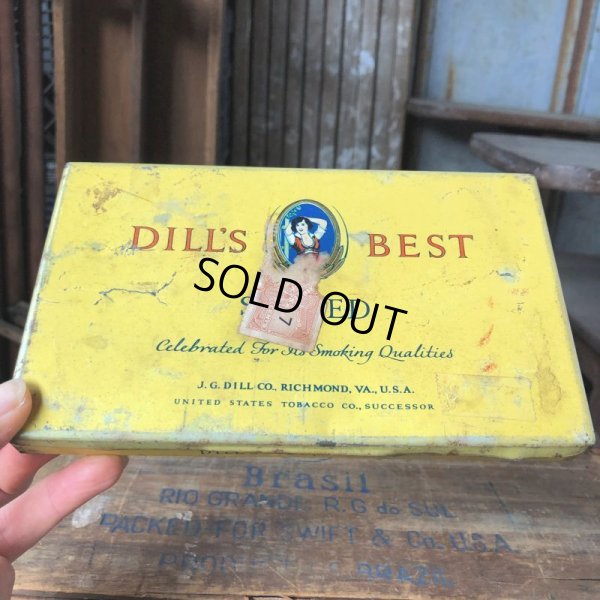 DILL'S BEST
SOLD OUT
Celebrated For Its Smoking Qualities
J. G. DILL CO., RICHMOND, VA., U.S.A.
UNITED STATES TOBACCO CO., SUCCESSOR
Brasil
RIO GRANDE R.G do SUL
PACKED FOR SWIFT & Co. U.S.A.